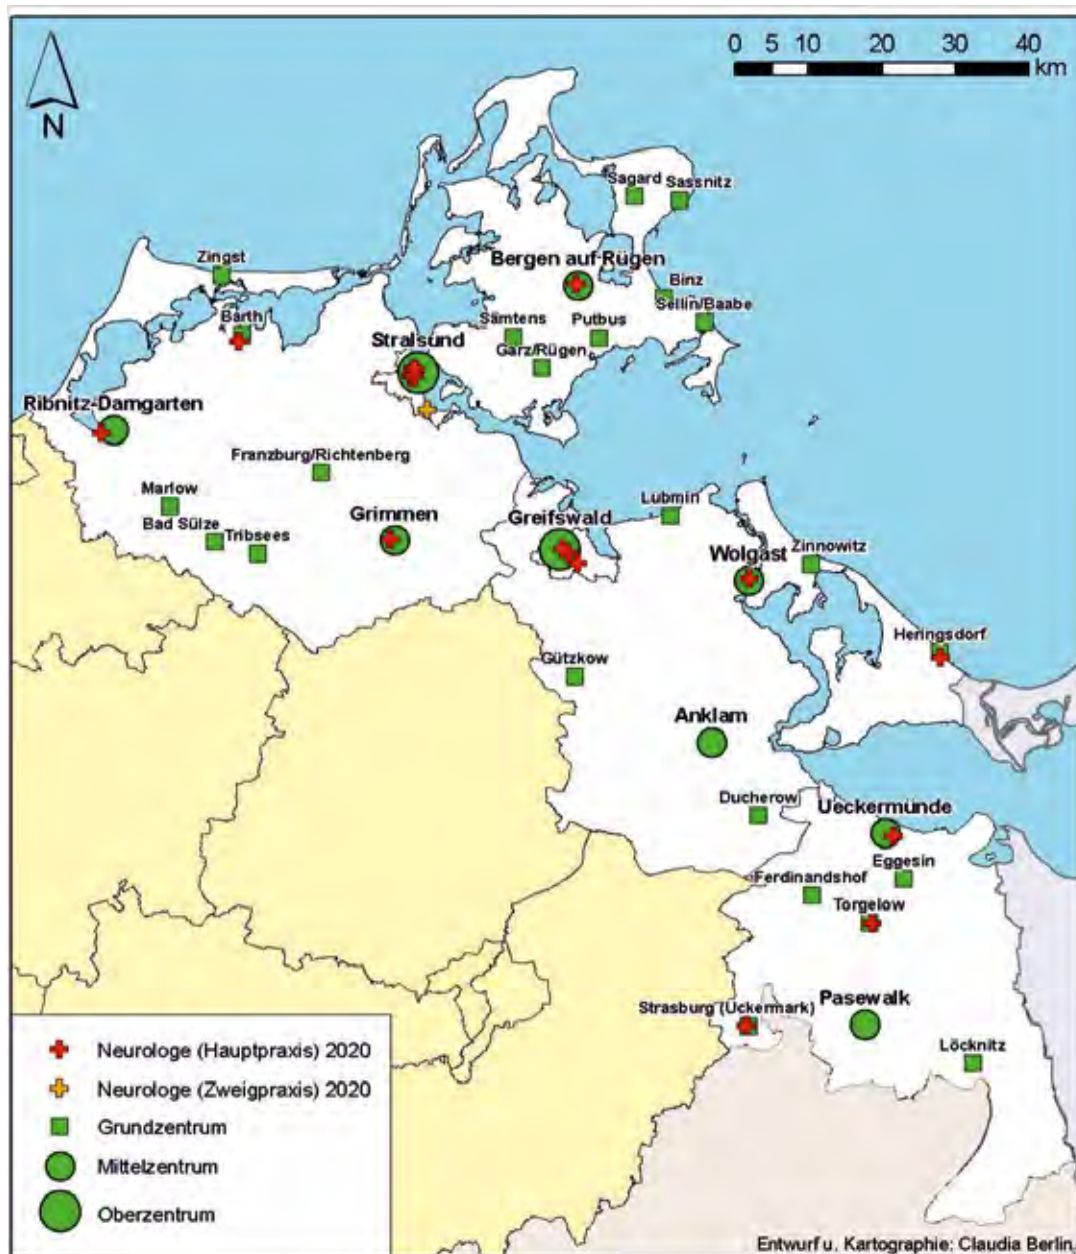 0 5 10 20 30 40
km
N
Sagard
Sassnitz
Zingst
Bergen auf Rügen
Binz
Sellin/Baabe
Barth
Samtens
Putbus
Stralsund
Garz/Rügen
Ribnitz-Damgarten
Franzburg/Richtenberg
Marlow
Lubmin
Grimmen
Greifswald
Bad Sülze
Tribsees
Wolgast
Zinnowitz
Heringsdorf
Gützkow
Anklam
Ducherow
Ueckermünde
Eggesin
Ferdinandshof
Torgelow
Strasburg (Uckermark)
Pasewalk
Löcknitz
Neurologe (Hauptpraxis) 2020
Neurologe (Zweigpraxis) 2020
Grundzentrum
Mittelzentrum
Oberzentrum
Entwurf u. Kartographie: Claudia Berlin.